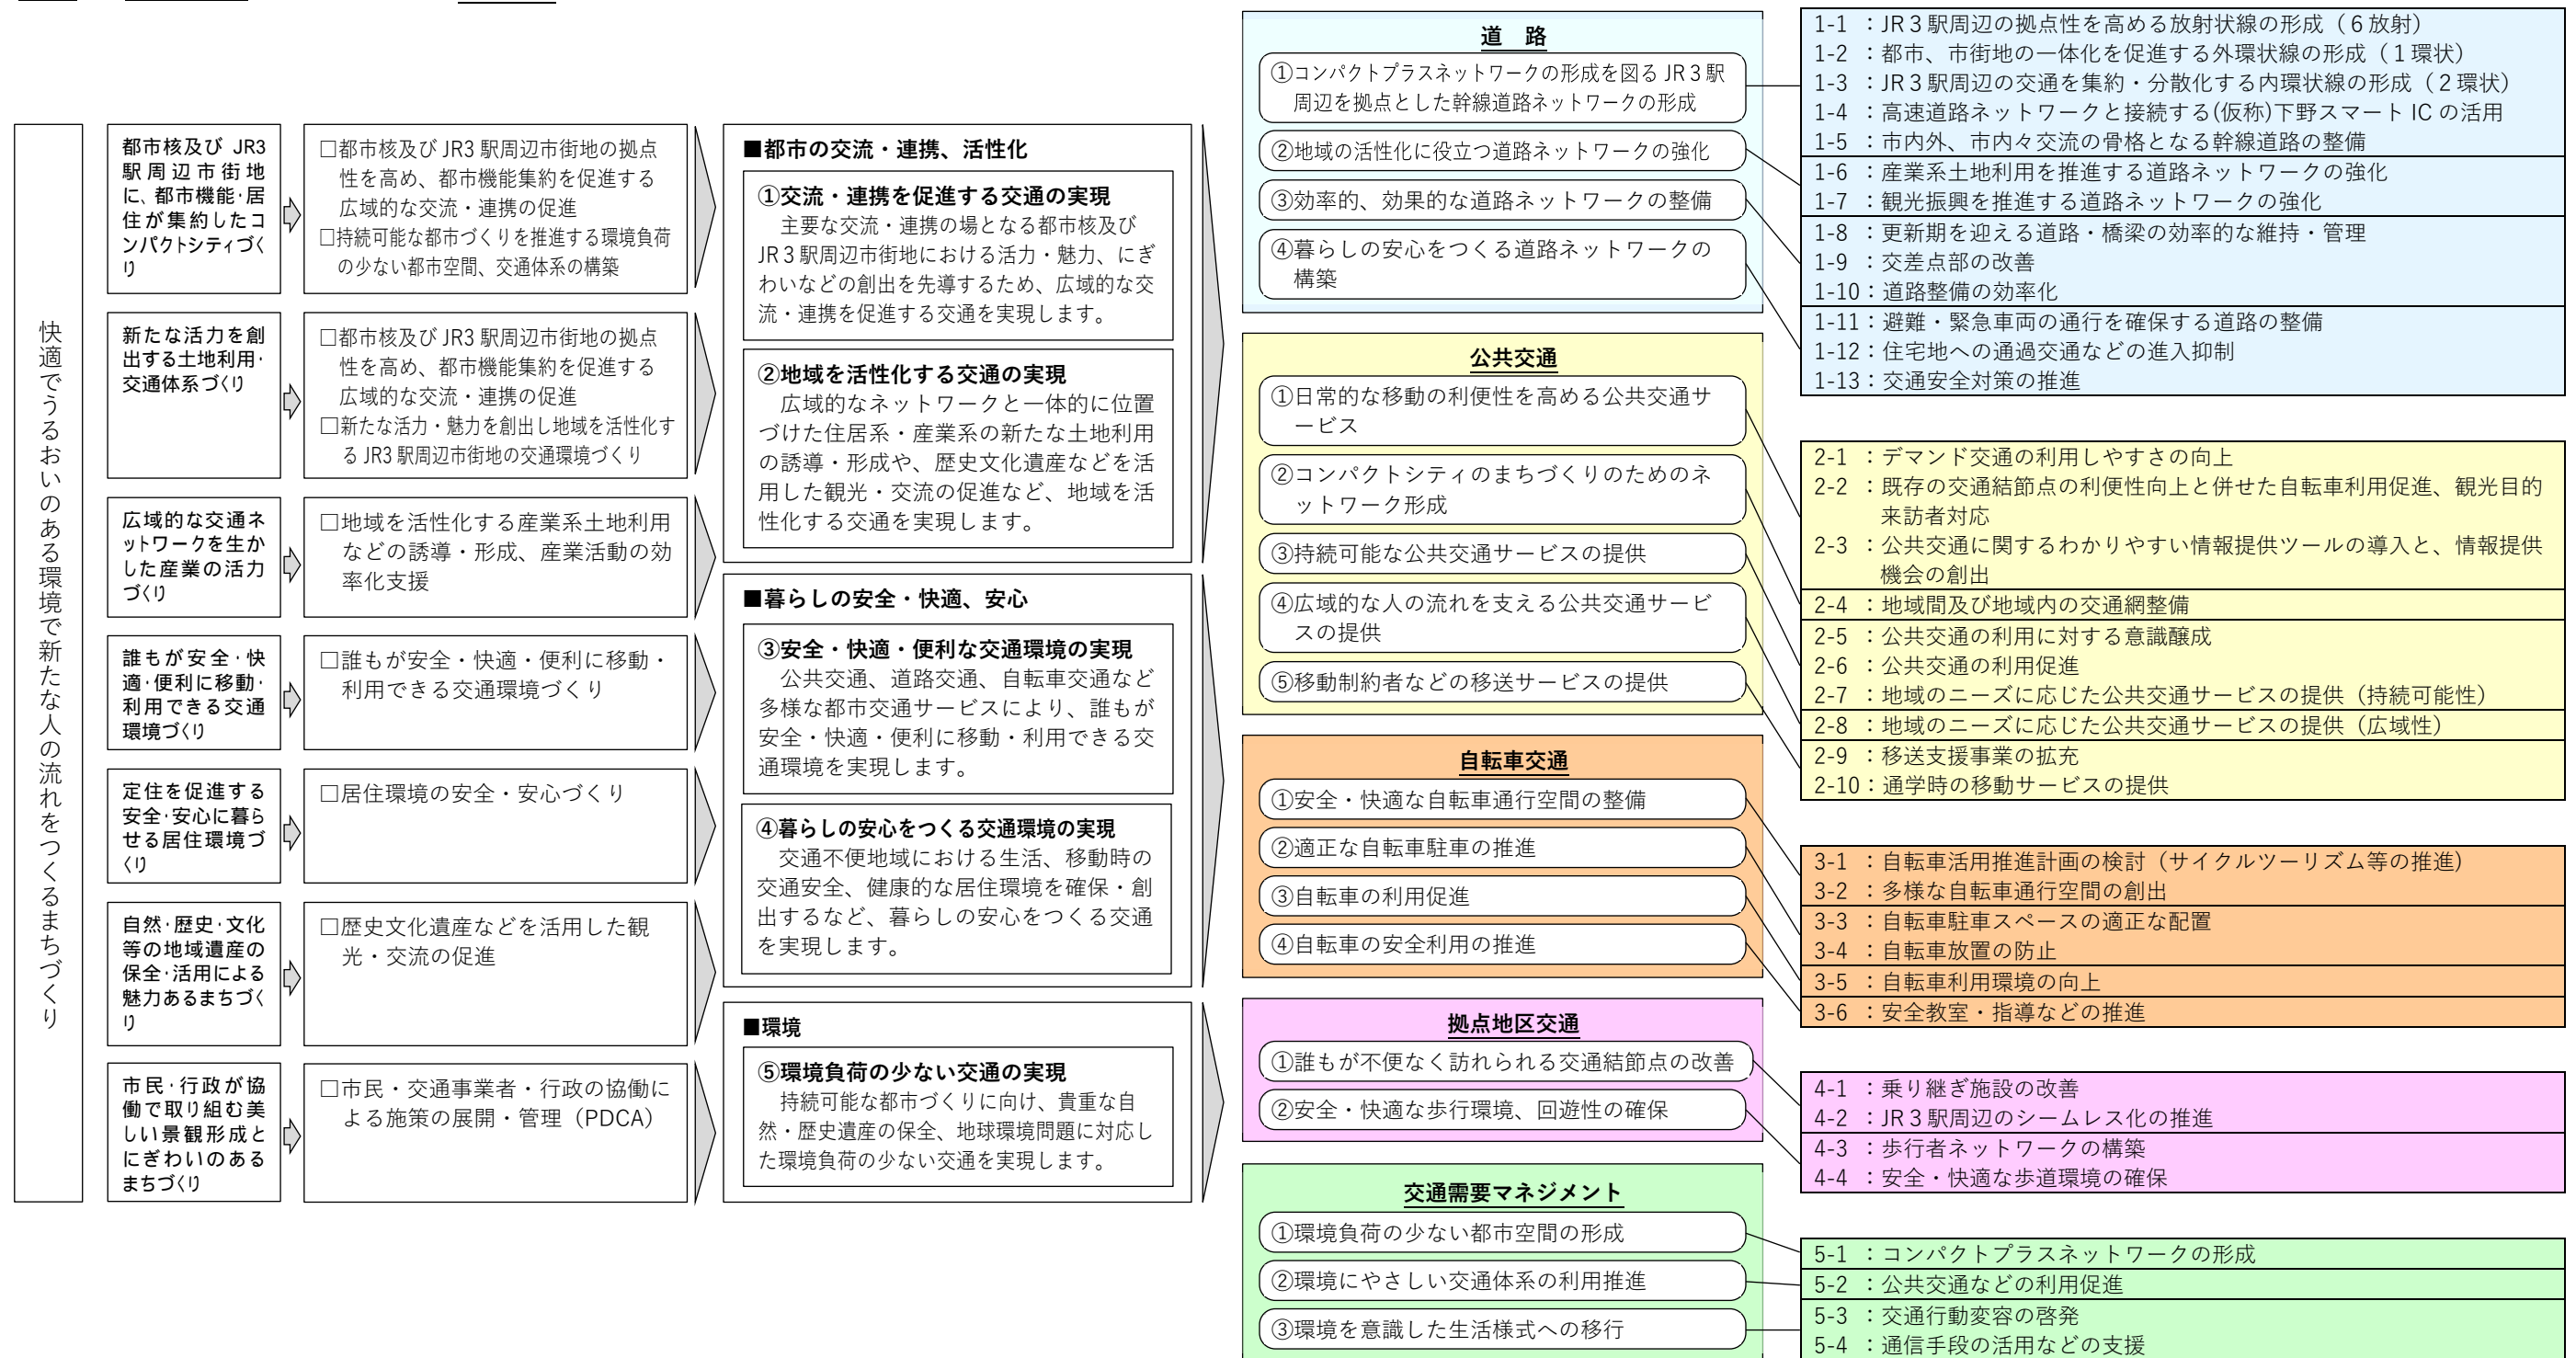 快適でうるおいのある環境で新たな人の流れをつくるまちづくり
都市核及び JR3
駅周辺市街地
に、都市機能・居
住が集約したコ
ンパクトシティづく
り
新たな活力を創
出する土地利用・
交通体系づくり
広域的な交通ネ
ットワークを生か
した産業の活力
づくり
誰もが安全・快
適・便利に移動・
利用できる交通
環境づくり
定住を促進する
安全・安心に暮ら
せる居住環境づ
くり
自然・歴史・文化
等の地域遺産の
保全・活用による
魅力あるまちづく
り
市民・行政が協
働で取り組む美
しい景観形成と
にぎわいのある
まちづくり
□都市核及び JR3 駅周辺市街地の拠点
性を高め、都市機能集約を促進する
広域的な交流・連携の促進
□持続可能な都市づくりを推進する環境負荷
の少ない都市空間、交通体系の構築
□都市核及び JR3 駅周辺市街地の拠点
性を高め、都市機能集約を促進する
広域的な交流・連携の促進
□新たな活力・魅力を創出し地域を活性化す
る JR3 駅周辺市街地の交通環境づくり
□地域を活性化する産業系土地利用
などの誘導・形成、産業活動の効
率化支援
□誰もが安全・快適・便利に移動・
利用できる交通環境づくり
□居住環境の安全・安心づくり
□歴史文化遺産などを活用した観
光・交流の促進
□市民・交通事業者・行政の協働に
よる施策の展開・管理（PDCA）
■都市の交流・連携、活性化
①交流・連携を促進する交通の実現
主要な交流・連携の場となる都市核及び
JR３駅周辺市街地における活力・魅力、にぎ
わいなどの創出を先導するため、広域的な交
流・連携を促進する交通を実現します。
②地域を活性化する交通の実現
広域的なネットワークと一体的に位置
づけた住居系・産業系の新たな土地利用
の誘導・形成や、歴史文化遺産などを活
用した観光・交流の促進など、地域を活
性化する交通を実現します。
■暮らしの安全・快適、安心
③安全・快適・便利な交通環境の実現
公共交通、道路交通、自転車交通など
多様な都市交通サービスにより、誰もが
安全・快適・便利に移動・利用できる交
通環境を実現します。
④暮らしの安心をつくる交通環境の実現
交通不便地域における生活、移動時の
交通安全、健康的な居住環境を確保・創
出するなど、暮らしの安心をつくる交通
を実現します。
■環境
⑤環境負荷の少ない交通の実現
持続可能な都市づくりに向け、貴重な自
然・歴史遺産の保全、地球環境問題に対応し
た環境負荷の少ない交通を実現します。
道　路
①コンパクトプラスネットワークの形成を図る JR３駅
周辺を拠点とした幹線道路ネットワークの形成
②地域の活性化に役立つ道路ネットワークの強化
③効率的、効果的な道路ネットワークの整備
④暮らしの安心をつくる道路ネットワークの
構築
公共交通
①日常的な移動の利便性を高める公共交通サ
ービス
②コンパクトシティのまちづくりのためのネ
ットワーク形成
③持続可能な公共交通サービスの提供
④広域的な人の流れを支える公共交通サービ
スの提供
⑤移動制約者などの移送サービスの提供
自転車交通
①安全・快適な自転車通行空間の整備
②適正な自転車駐車の推進
③自転車の利用促進
④自転車の安全利用の推進
拠点地区交通
①誰もが不便なく訪れられる交通結節点の改善
②安全・快適な歩行環境、回遊性の確保
交通需要マネジメント
①環境負荷の少ない都市空間の形成
②環境にやさしい交通体系の利用推進
③環境を意識した生活様式への移行
1-1 ：JR３駅周辺の拠点性を高める放射状線の形成（６放射）
1-2 ：都市、市街地の一体化を促進する外環状線の形成（１環状）
1-3 ：JR３駅周辺の交通を集約・分散化する内環状線の形成（２環状）
1-4 ：高速道路ネットワークと接続する(仮称)下野スマート IC の活用
1-5 ：市内外、市内々交流の骨格となる幹線道路の整備
1-6 ：産業系土地利用を推進する道路ネットワークの強化
1-7 ：観光振興を推進する道路ネットワークの強化
1-8 ：更新期を迎える道路・橋梁の効率的な維持・管理
1-9 ：交差点部の改善
1-10：道路整備の効率化
1-11：避難・緊急車両の通行を確保する道路の整備
1-12：住宅地への通過交通などの進入抑制
1-13：交通安全対策の推進
2-1 ：デマンド交通の利用しやすさの向上
2-2 ：既存の交通結節点の利便性向上と併せた自転車利用促進、観光目的
来訪者対応
2-3 ：公共交通に関するわかりやすい情報提供ツールの導入と、情報提供
機会の創出
2-4 ：地域間及び地域内の交通網整備
2-5 ：公共交通の利用に対する意識醸成
2-6 ：公共交通の利用促進
2-7 ：地域のニーズに応じた公共交通サービスの提供（持続可能性）
2-8 ：地域のニーズに応じた公共交通サービスの提供（広域性）
2-9 ：移送支援事業の拡充
2-10：通学時の移動サービスの提供
3-1 ：自転車活用推進計画の検討（サイクルツーリズム等の推進）
3-2 ：多様な自転車通行空間の創出
3-3 ：自転車駐車スペースの適正な配置
3-4 ：自転車放置の防止
3-5 ：自転車利用環境の向上
3-6 ：安全教室・指導などの推進
4-1 ：乗り継ぎ施設の改善
4-2 ：JR３駅周辺のシームレス化の推進
4-3 ：歩行者ネットワークの構築
4-4 ：安全・快適な歩道環境の確保
5-1 ：コンパクトプラスネットワークの形成
5-2 ：公共交通などの利用促進
5-3 ：交通行動変容の啓発
5-4 ：通信手段の活用などの支援